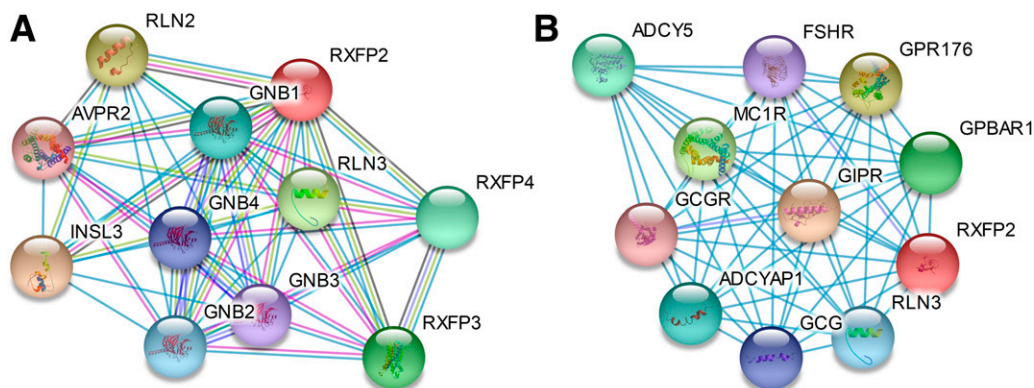 A
RLN2
RXFP2
GNB1
AVPR2
RLN3
RXFP4
GNB4
INSL3
GNB3
GNB2
RXFP3
B
ADCY5
FSHR
GPR176
MC1R
GPBAR1
GIPR
GCGR
RXFP2
ADCYAP1
RLN3
GCG